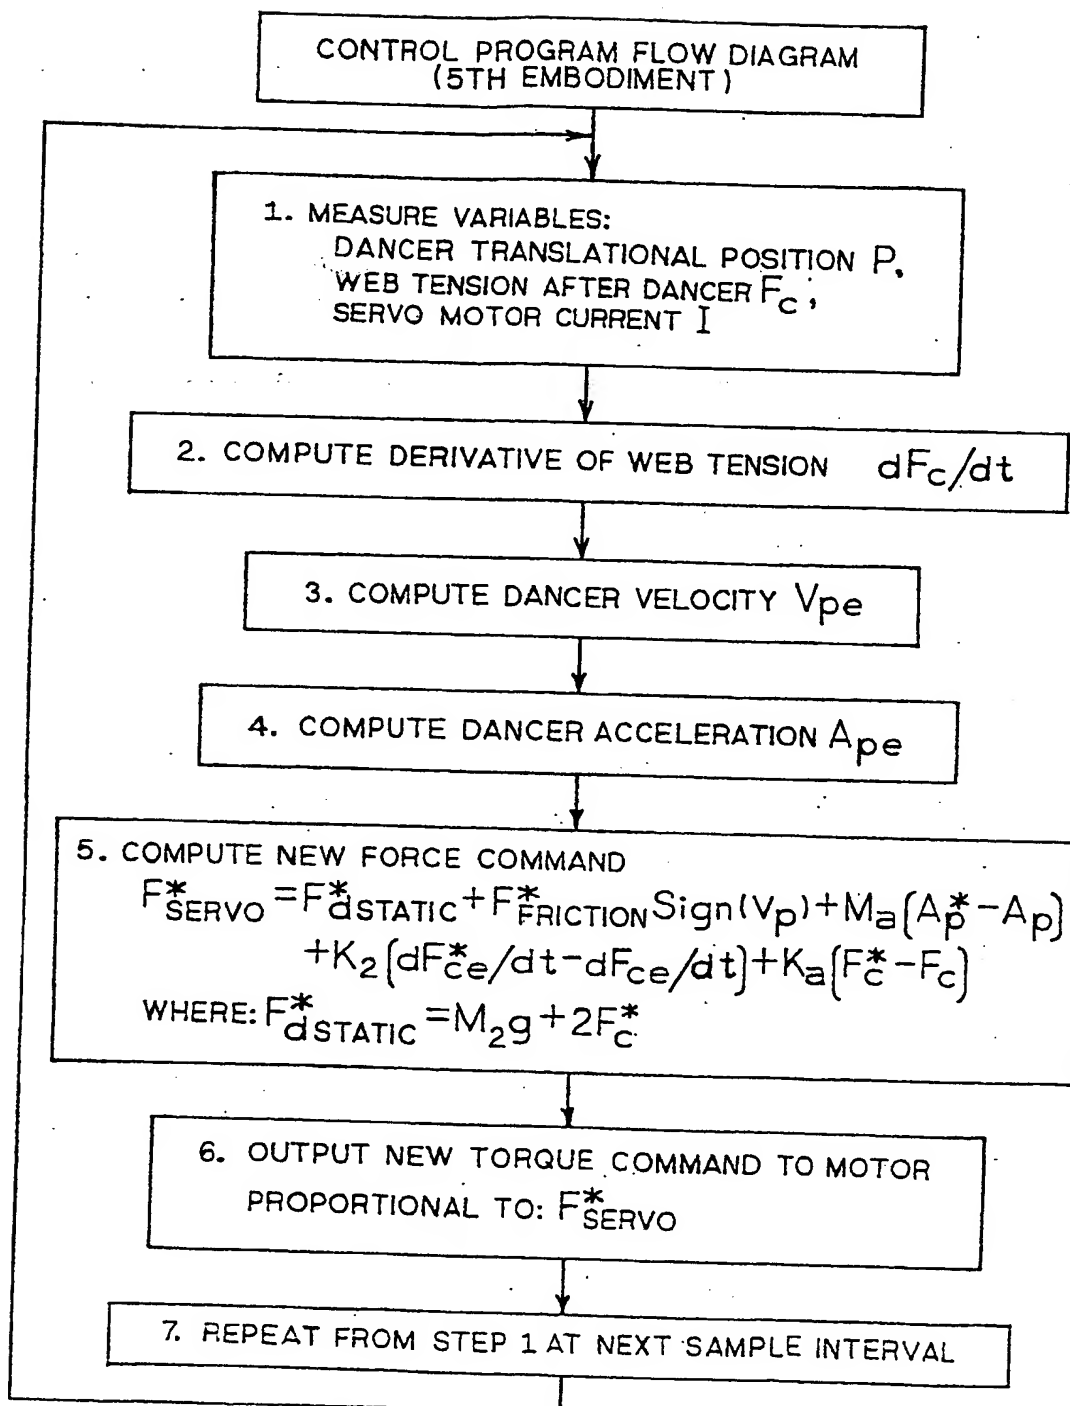 CONTROL PROGRAM FLOW DIAGRAM
(5TH EMBODIMENT)
1. MEASURE VARIABLES:
DANCER TRANSLATIONAL POSITION P,
WEB TENSION AFTER DANCER Fc,
SERVO MOTOR CURRENT I
2. COMPUTE DERIVATIVE OF WEB TENSION dFc/dt
3. COMPUTE DANCER VELOCITY Vpe
4. COMPUTE DANCER ACCELERATION Ape
5. COMPUTE NEW FORCE COMMAND
F*SERVO = F*dSTATIC + F*FRICTION Sign(Vp) + Ma[A*p - Ap]
+ K2[dF*ce/dt - dFce/dt] + Ka[F*c - Fc]
WHERE: F*dSTATIC = M2g + 2F*c
6. OUTPUT NEW TORQUE COMMAND TO MOTOR
PROPORTIONAL TO: F*SERVO
7. REPEAT FROM STEP 1 AT NEXT SAMPLE INTERVAL